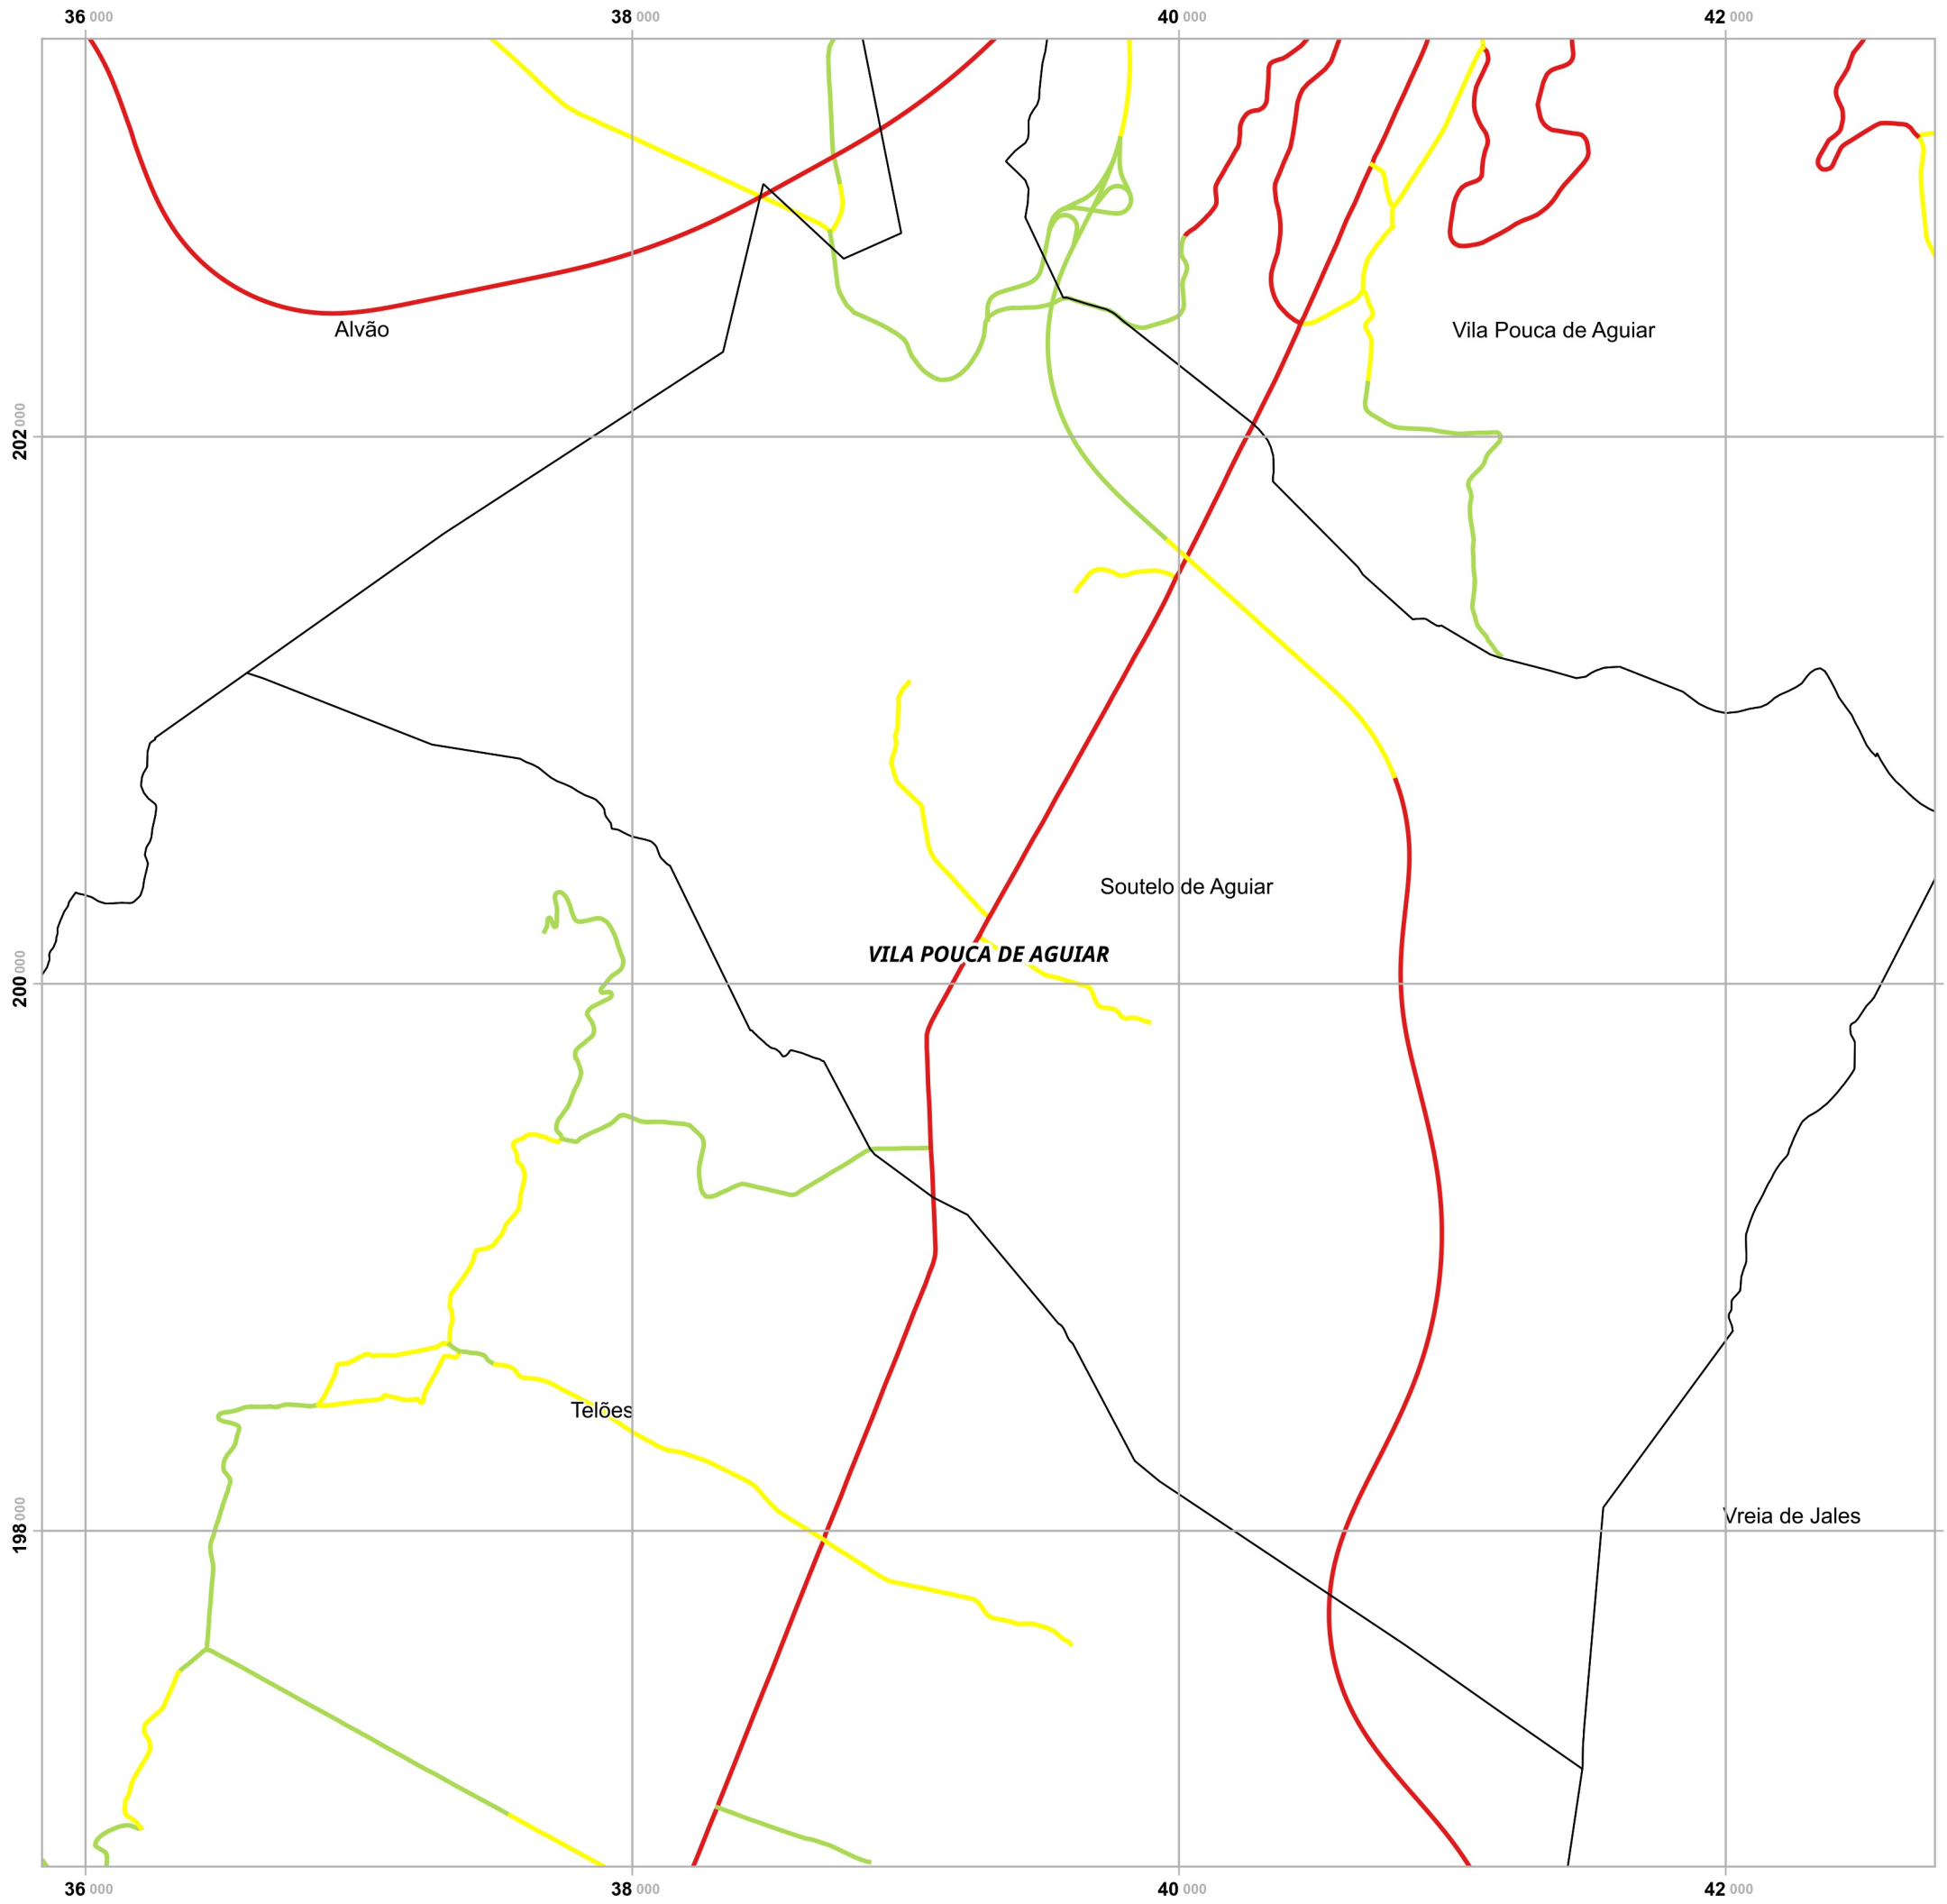 36 000 38 000 40 000 42 000
Alvão
Vila Pouca de Aguiar
202 000
Soutelo de Aguiar
VILA POUCA DE AGUIAR
200 000
Telões
Vreia de Jales
198 000
36 000 38 000 40 000 42 000